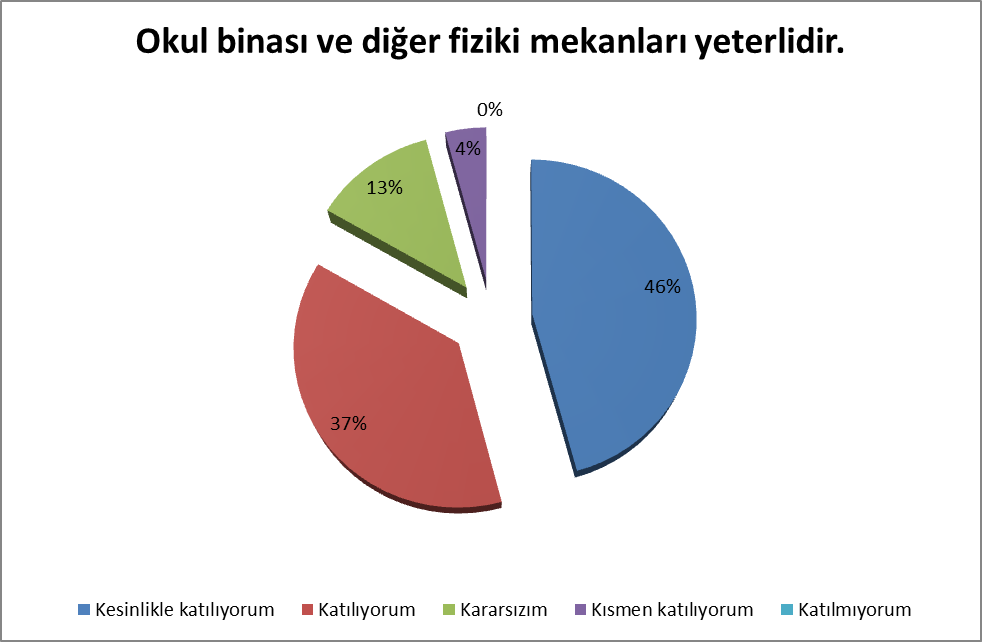 Okul binası ve diğer fiziki mekanları yeterlidir.
0%
4%
13%
46%
37%
Kesinlikle katılıyorum Katılıyorum Kararsızım Kısmen katılıyorum Katılmıyorum